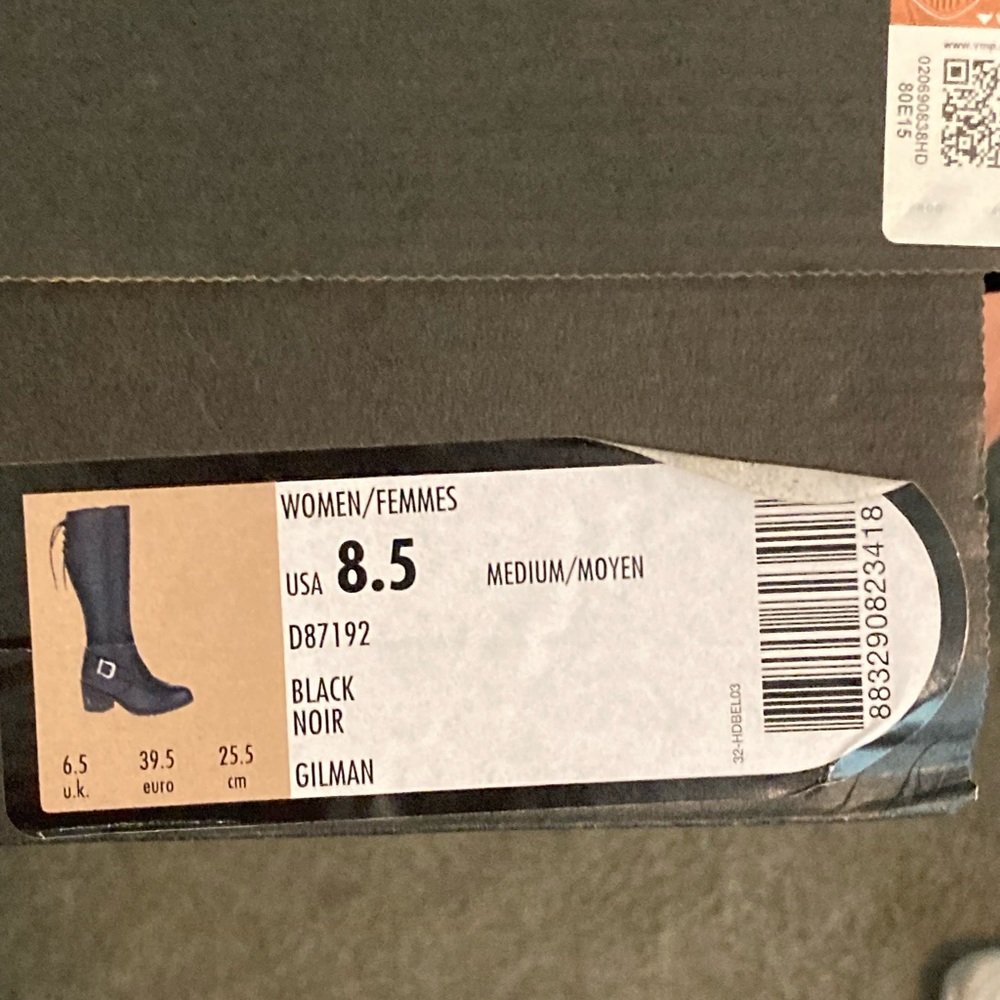 020690838HD
80E15
WOMEN/FEMMES
USA 8.5 MEDIUM/MOYEN
D87192
BLACK
NOIR
GILMAN
6.5 39.5 25.5
u.k. euro cm
32-HDBEL03
883290823418